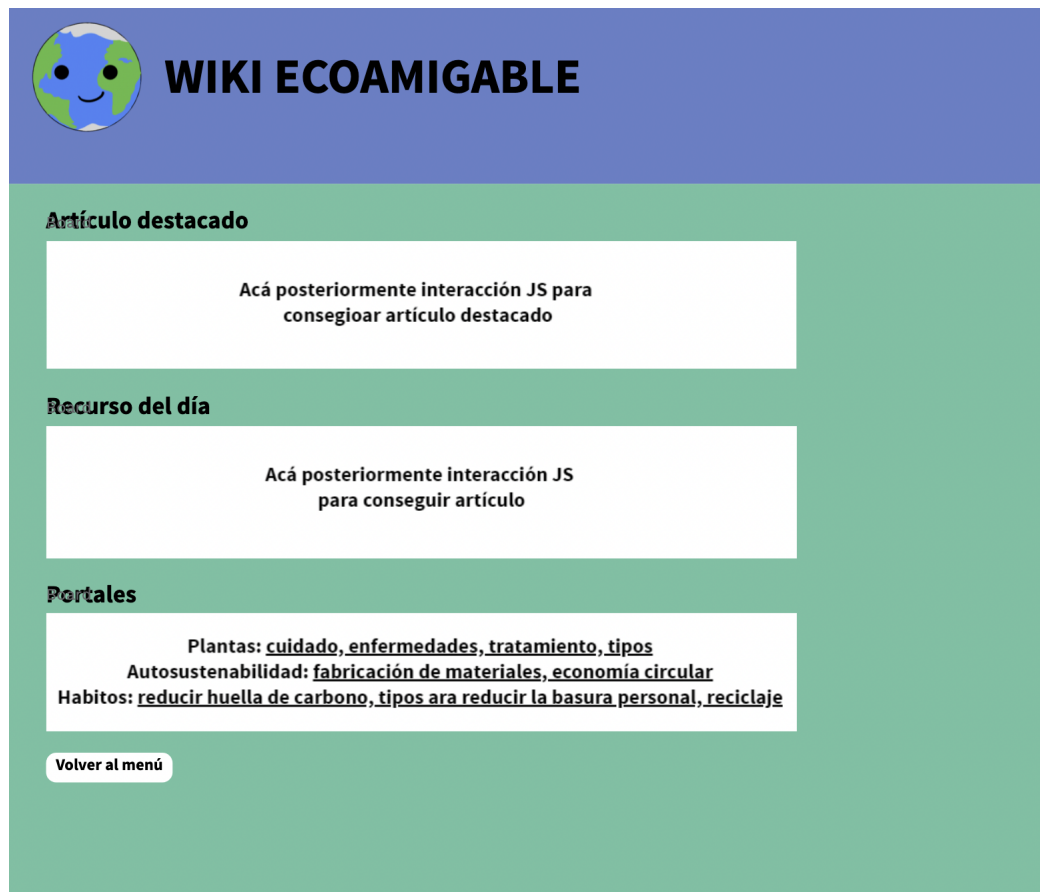 WIKI ECOAMIGABLE
Artículo destacado
Acá posteriormente interacción JS para
consegioar artículo destacado
Recurso del día
Acá posteriormente interacción JS
para conseguir artículo
Portales
Plantas: cuidado, enfermedades, tratamiento, tipos
Autosustenabilidad: fabricación de materiales, economía circular
Habitos: reducir huella de carbono, tipos ara reducir la basura personal, reciclaje
Volver al menú